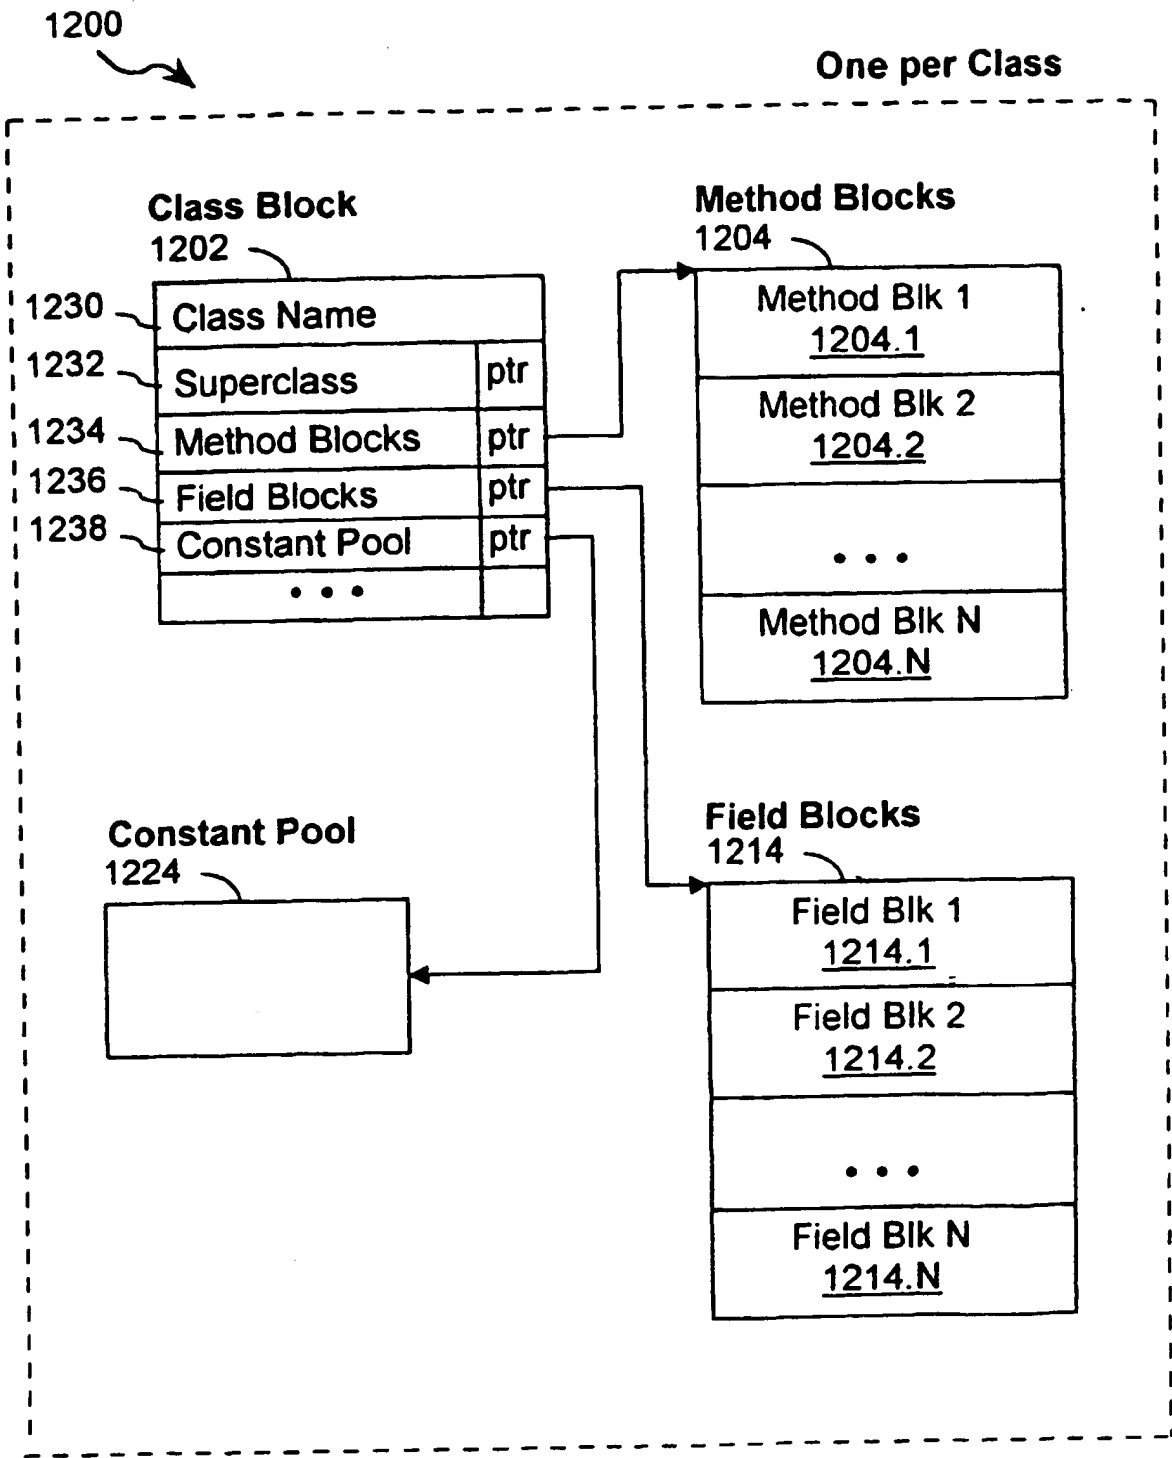 1200
One per Class
Class Block
1202
1230
Class Name
1232
Superclass
ptr
1234
Method Blocks
ptr
1236
Field Blocks
ptr
1238
Constant Pool
ptr
• • •
Method Blocks
1204
Method Blk 1
1204.1
Method Blk 2
1204.2
• • •
Method Blk N
1204.N
Constant Pool
1224
Field Blocks
1214
Field Blk 1
1214.1
Field Blk 2
1214.2
• • •
Field Blk N
1214.N